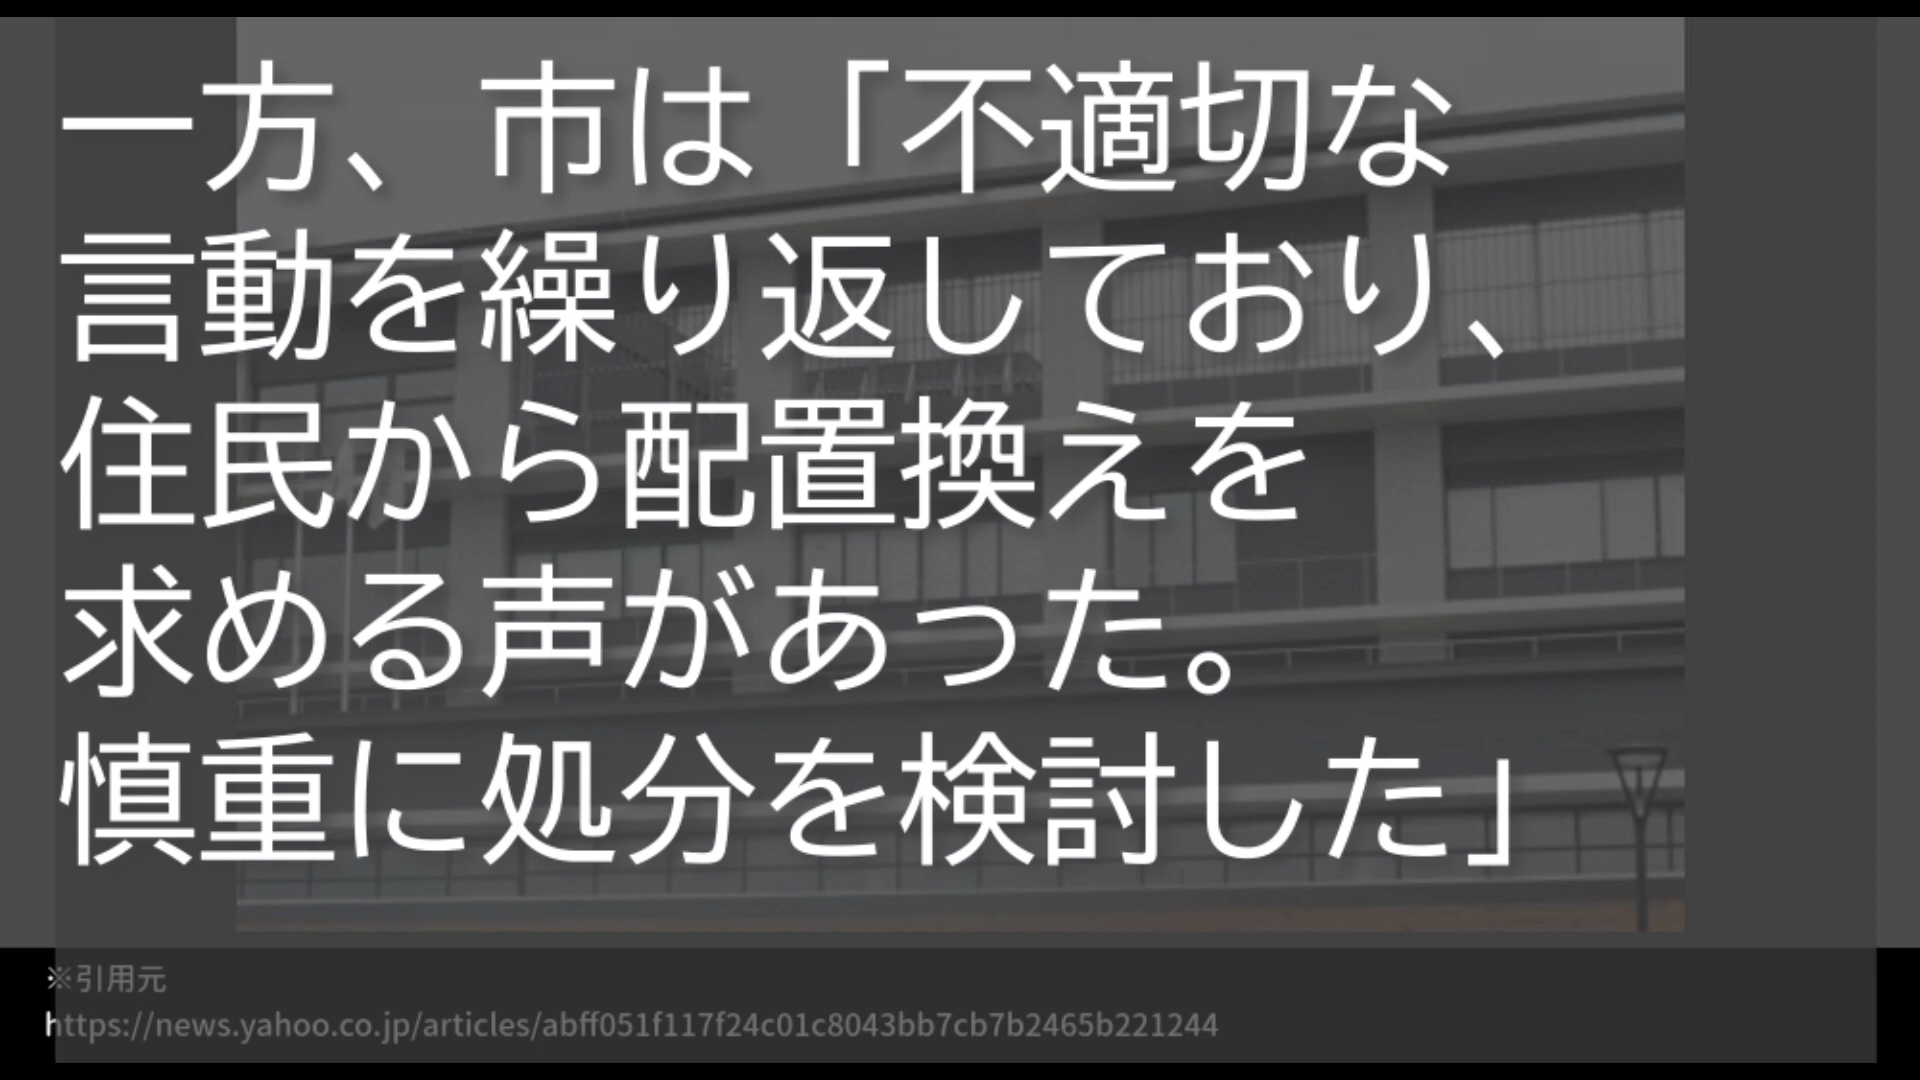 一方、市は「不適切な
言動を繰り返しており、
住民から配置換えを
求める声があった。
慎重に処分を検討した」
※引用元
https://news.yahoo.co.jp/articles/abff051f117f24c01c8043bb7cb7b2465b221244